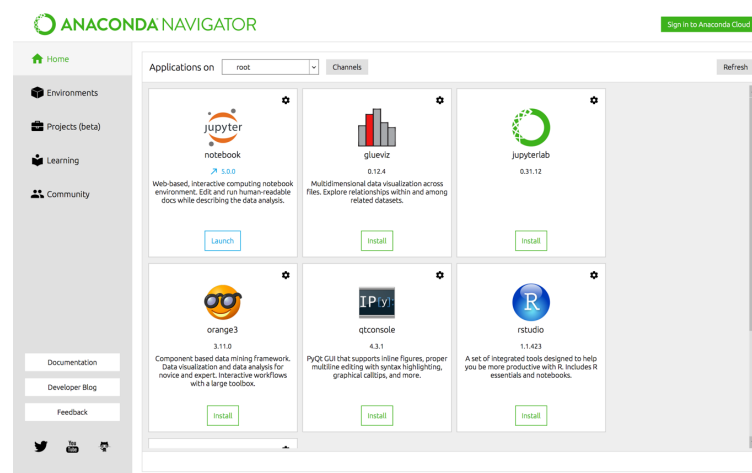 ANACONDA NAVIGATOR
Sign in to Anaconda Cloud
Home
Environments
Projects (beta)
Learning
Community
Documentation
Developer Blog
Feedback
You
Tube
Applications on
root
Channels
Refresh
jupyter
notebook
5.0.0
Web-based, interactive computing notebook
environment. Edit and run human-readable
docs while describing the data analysis.
Launch
glueviz
0.12.4
Multidimensional data visualization across
files. Explore relationships within and among
related datasets.
Install
jupyterlab
0.31.12
Install
orange3
3.11.0
Component based data mining framework.
Data visualization and data analysis for
novice and expert. Interactive workflows
with a large toolbox.
Install
IP[y]:
qtconsole
4.3.1
PyQt GUI that supports inline figures, proper
multiline editing with syntax highlighting,
graphical calltips, and more.
Install
R
rstudio
1.1.423
A set of integrated tools designed to help
you be more productive with R. Includes R
essentials and notebooks.
Install